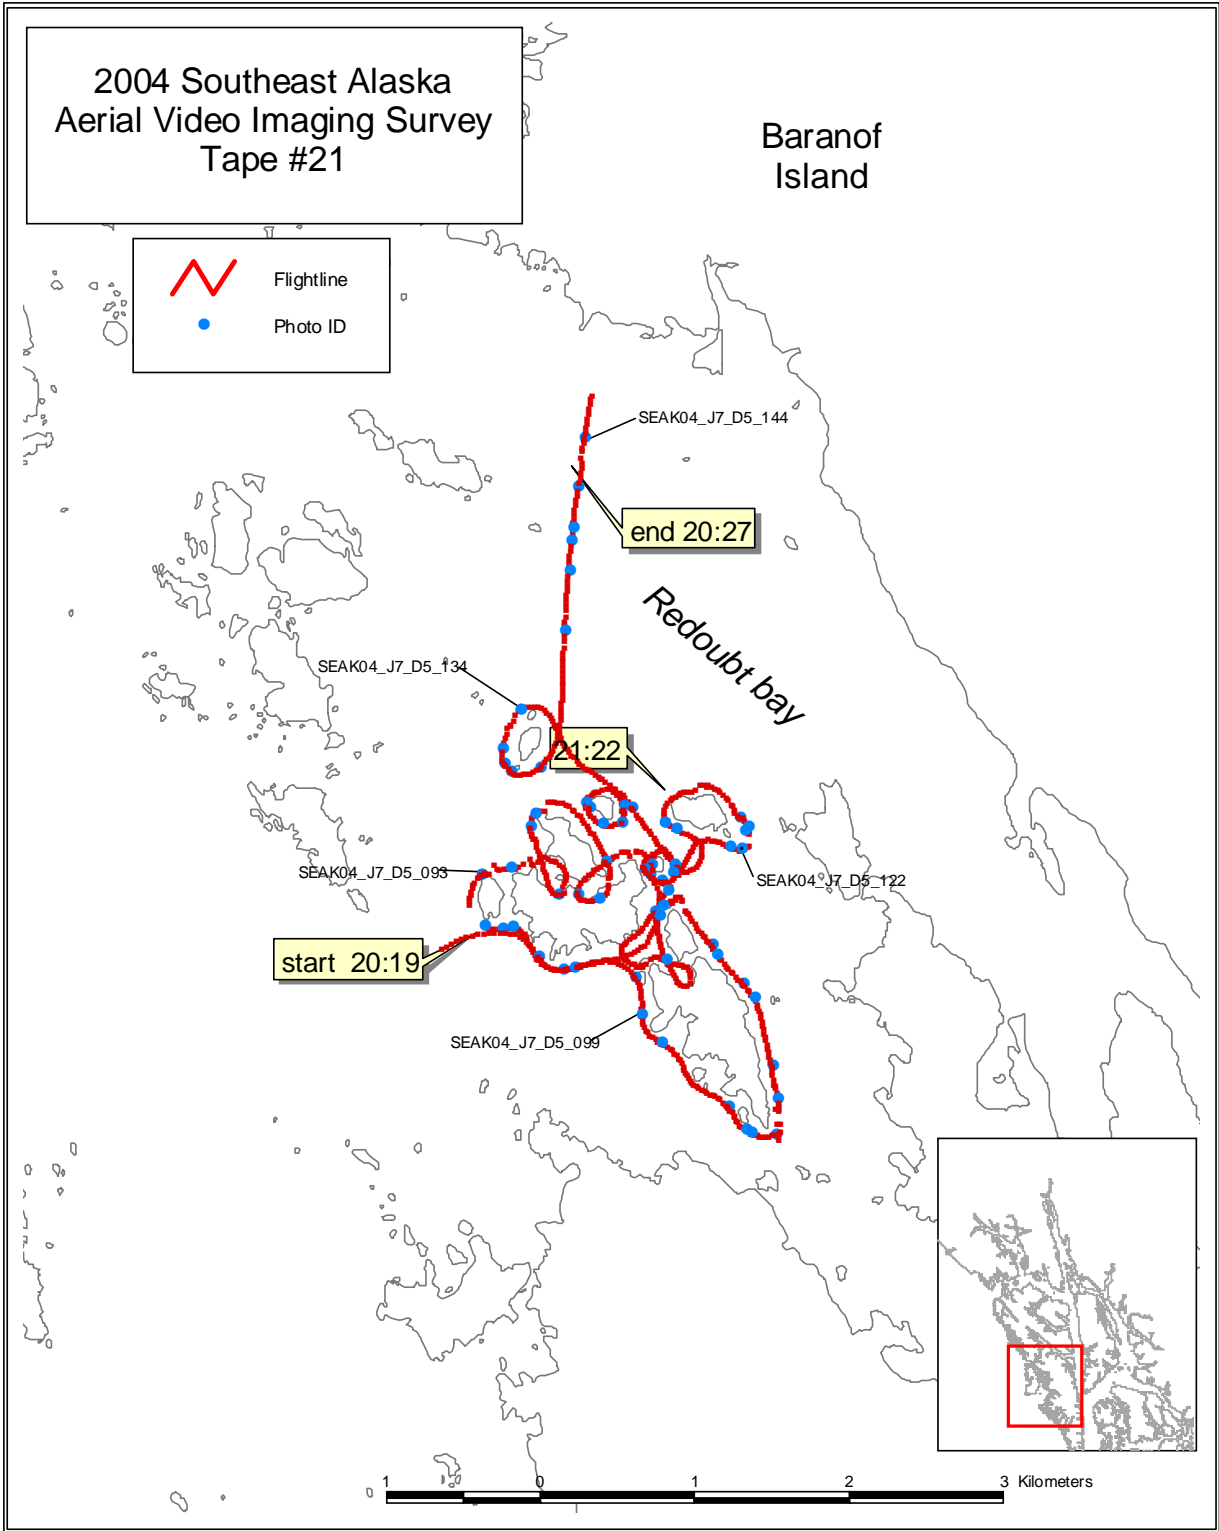 2004 Southeast Alaska
Aerial Video Imaging Survey
Tape #21
Baranof
Island
Flightline
Photo ID
SEAK04_J7_D5_144
end 20:27
Redoubt bay
SEAK04_J7_D5_134
21:22
SEAK04_J7_D5_093
SEAK04_J7_D5_122
start 20:19
SEAK04_J7_D5_099
1 0 1 2 3 Kilometers